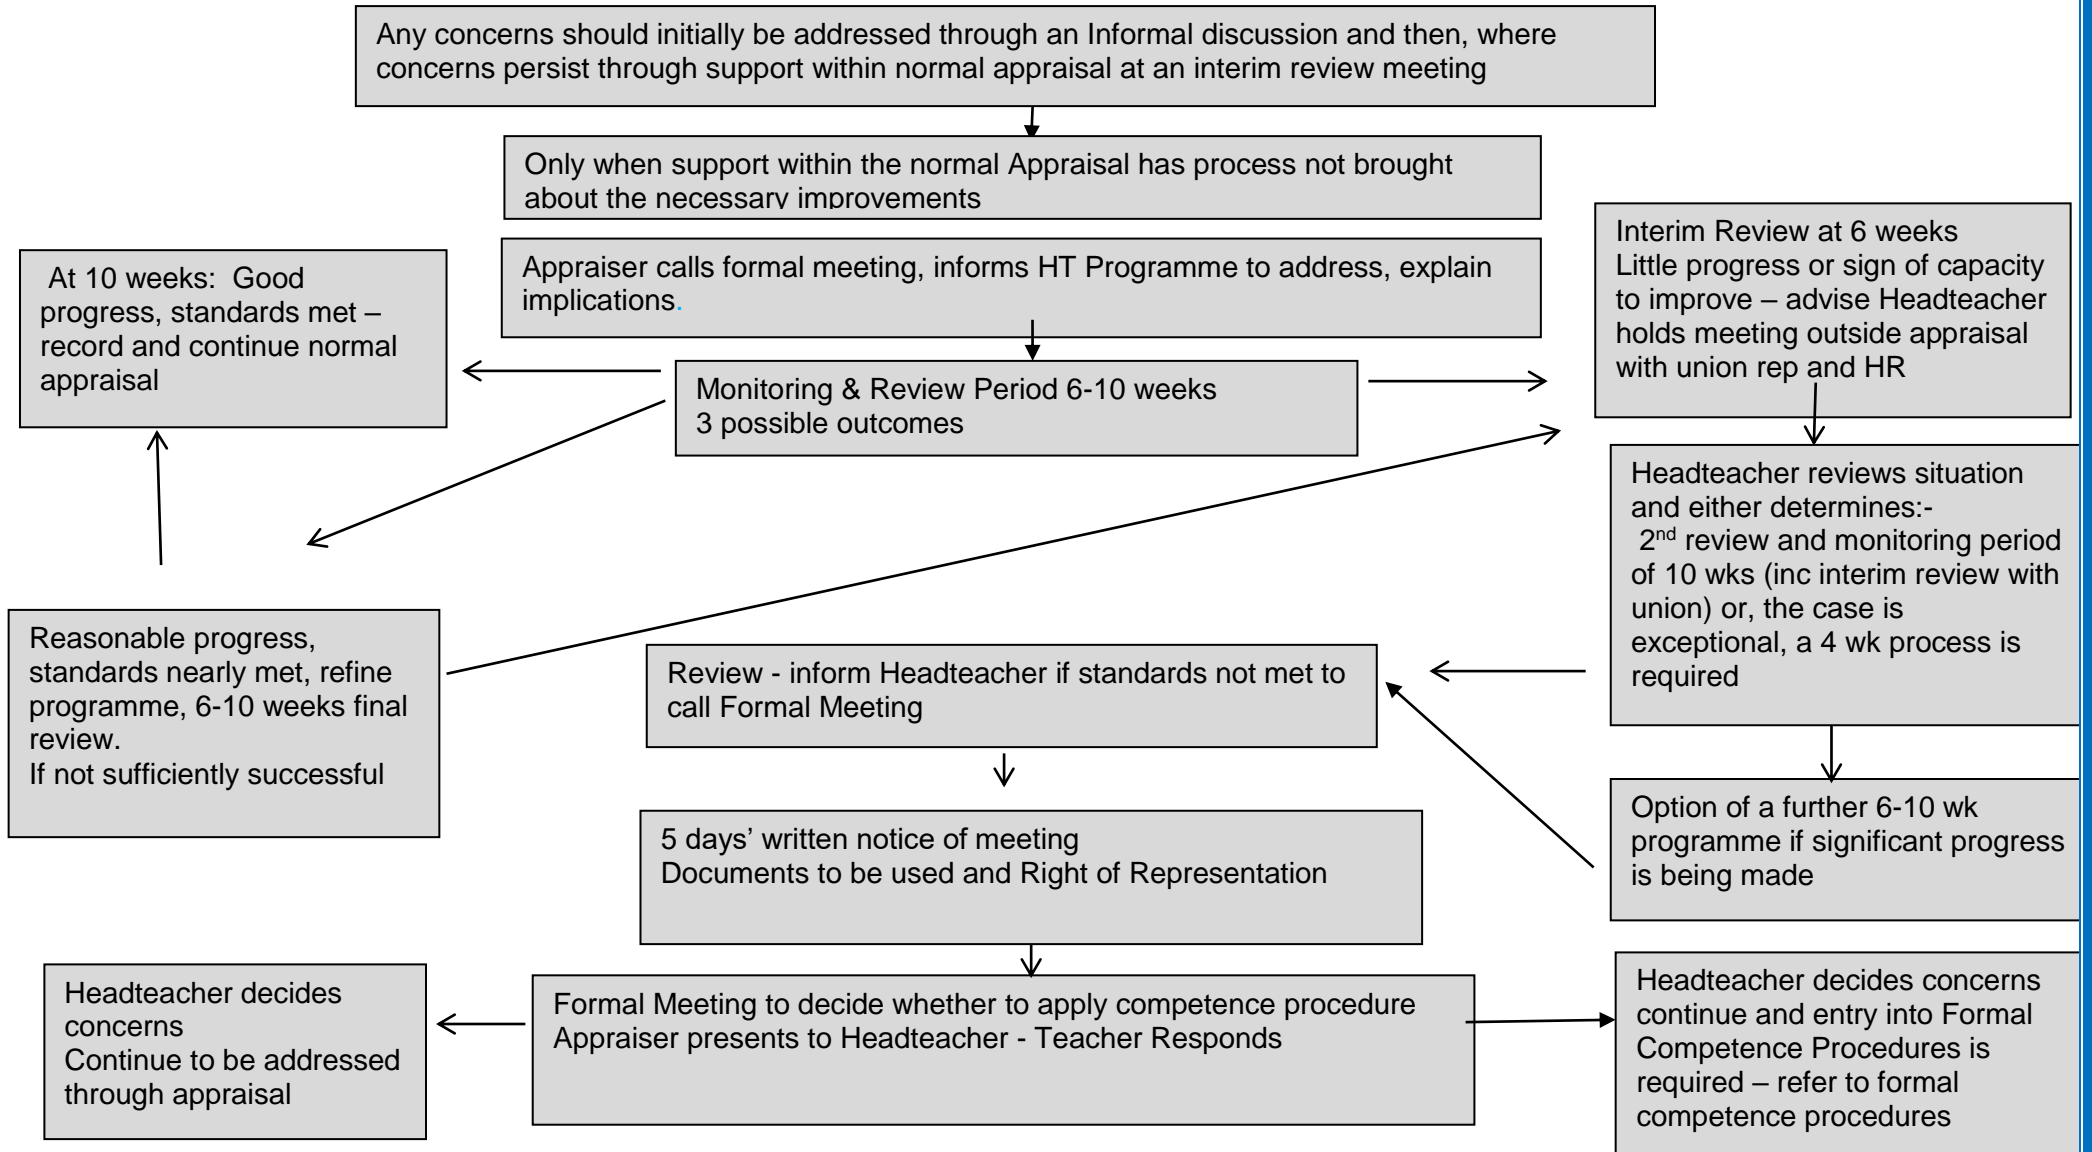 Any concerns should initially be addressed through an Informal discussion and then, where
concerns persist through support within normal appraisal at an interim review meeting
Only when support within the normal Appraisal has process not brought
about the necessary improvements
Appraiser calls formal meeting, informs HT Programme to address, explain
implications.
At 10 weeks:  Good
progress, standards met –
record and continue normal
appraisal
Monitoring & Review Period 6-10 weeks
3 possible outcomes
Interim Review at 6 weeks
Little progress or sign of capacity
to improve – advise Headteacher
holds meeting outside appraisal
with union rep and HR
Headteacher reviews situation
and either determines:-
2nd review and monitoring period
of 10 wks (inc interim review with
union) or, the case is
exceptional, a 4 wk process is
required
Reasonable progress,
standards nearly met, refine
programme, 6-10 weeks final
review.
If not sufficiently successful
Review - inform Headteacher if standards not met to
call Formal Meeting
Option of a further 6-10 wk
programme if significant progress
is being made
5 days’ written notice of meeting
Documents to be used and Right of Representation
Headteacher decides
concerns
Continue to be addressed
through appraisal
Formal Meeting to decide whether to apply competence procedure
Appraiser presents to Headteacher - Teacher Responds
Headteacher decides concerns
continue and entry into Formal
Competence Procedures is
required – refer to formal
competence procedures